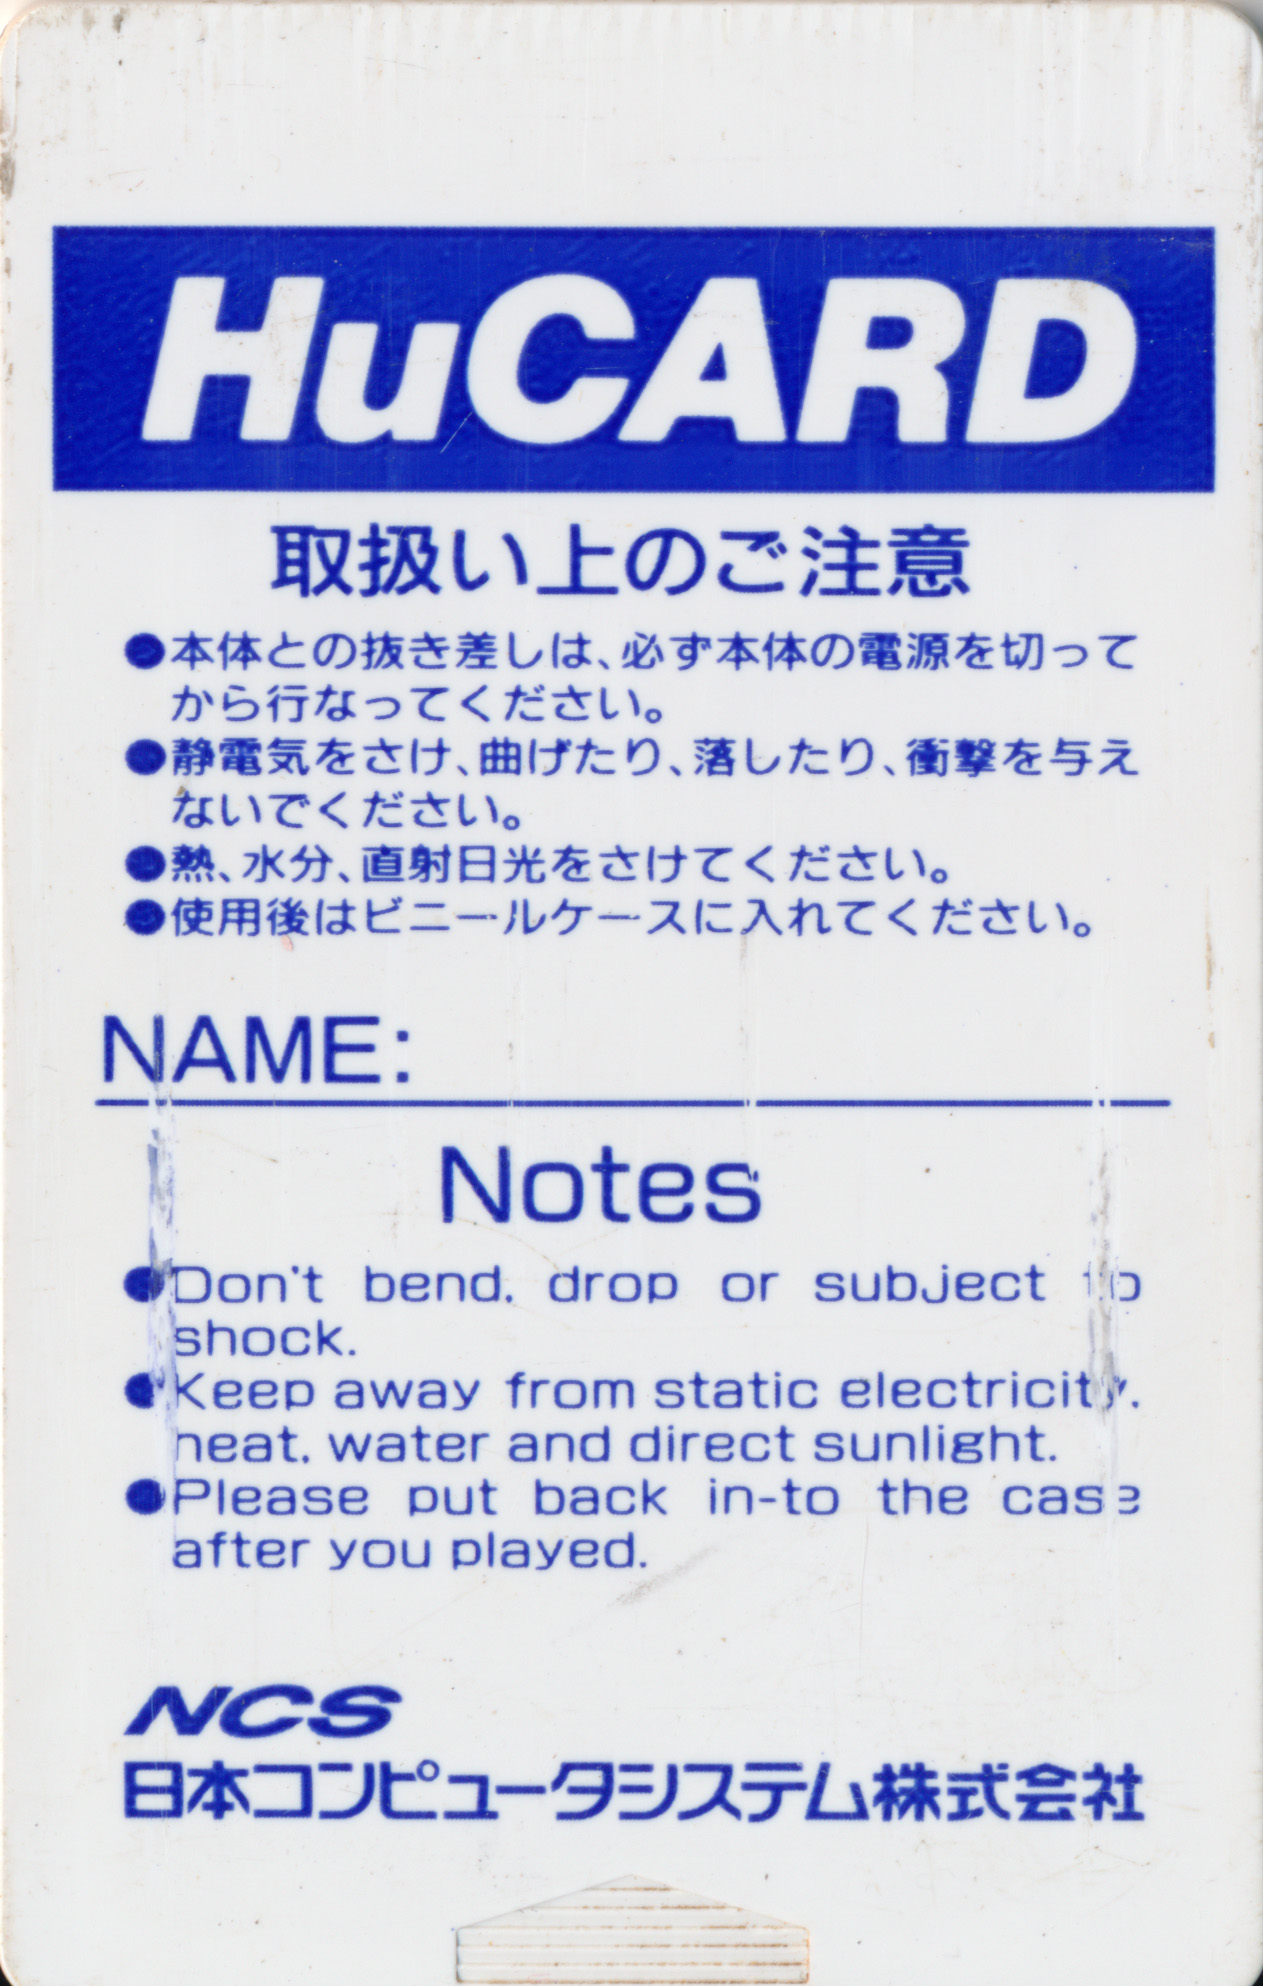 HuCARD
取扱い上のご注意
●本体との抜き差しは、必ず本体の電源を切って
から行なってください。
●静電気をさけ、曲げたり、落したり、衝撃を与え
ないでください。
●熱、水分、直射日光をさけてください。
●使用後はビニールケースに入れてください。
NAME:
Notes
●Don't bend, drop or subject to
shock.
●Keep away from static electricity,
heat, water and direct sunlight.
●Please put back in-to the case
after you played.
NCS
日本コンピュータシステム株式会社